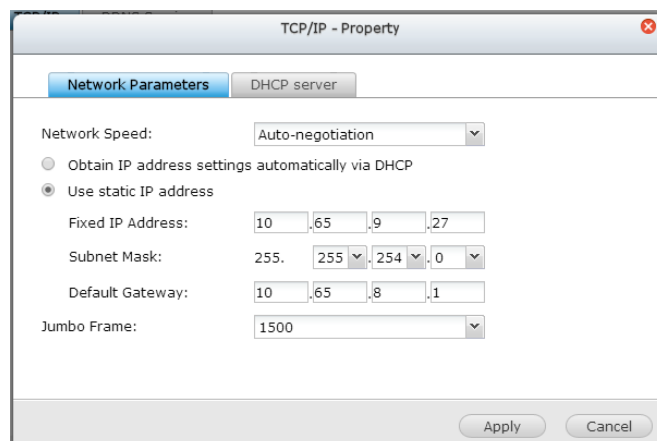 TCP/IP - Property
Network Parameters DHCP server
Network Speed: Auto-negotiation
Obtain IP address settings automatically via DHCP
Use static IP address
Fixed IP Address: 10 .65 .9 .27
Subnet Mask: 255. 255 . 254 . 0
Default Gateway: 10 .65 .8 .1
Jumbo Frame: 1500
Apply Cancel